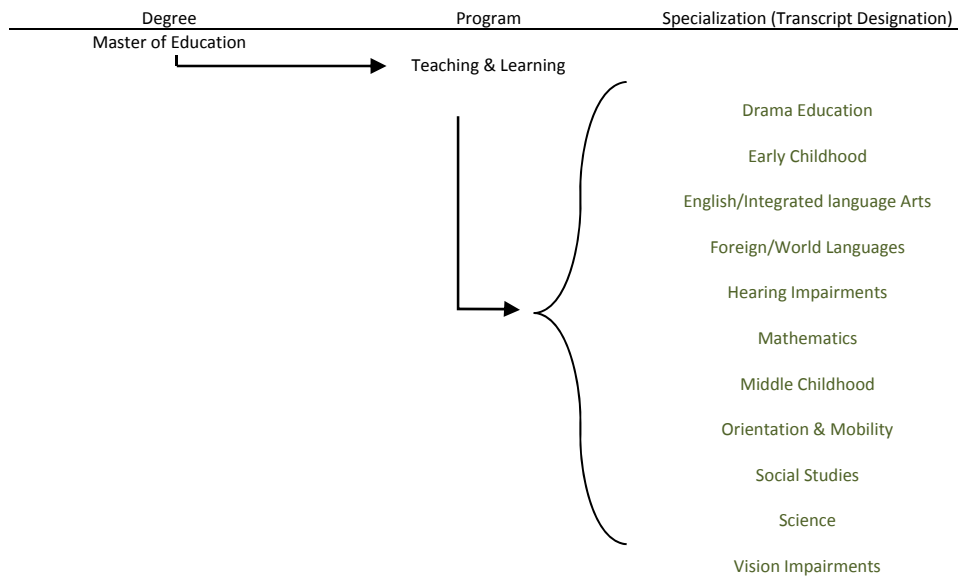 Degree Program Specialization (Transcript Designation)
Master of Education
Teaching & Learning
Drama Education
Early Childhood
English/Integrated language Arts
Foreign/World Languages
Hearing Impairments
Mathematics
Middle Childhood
Orientation & Mobility
Social Studies
Science
Vision Impairments